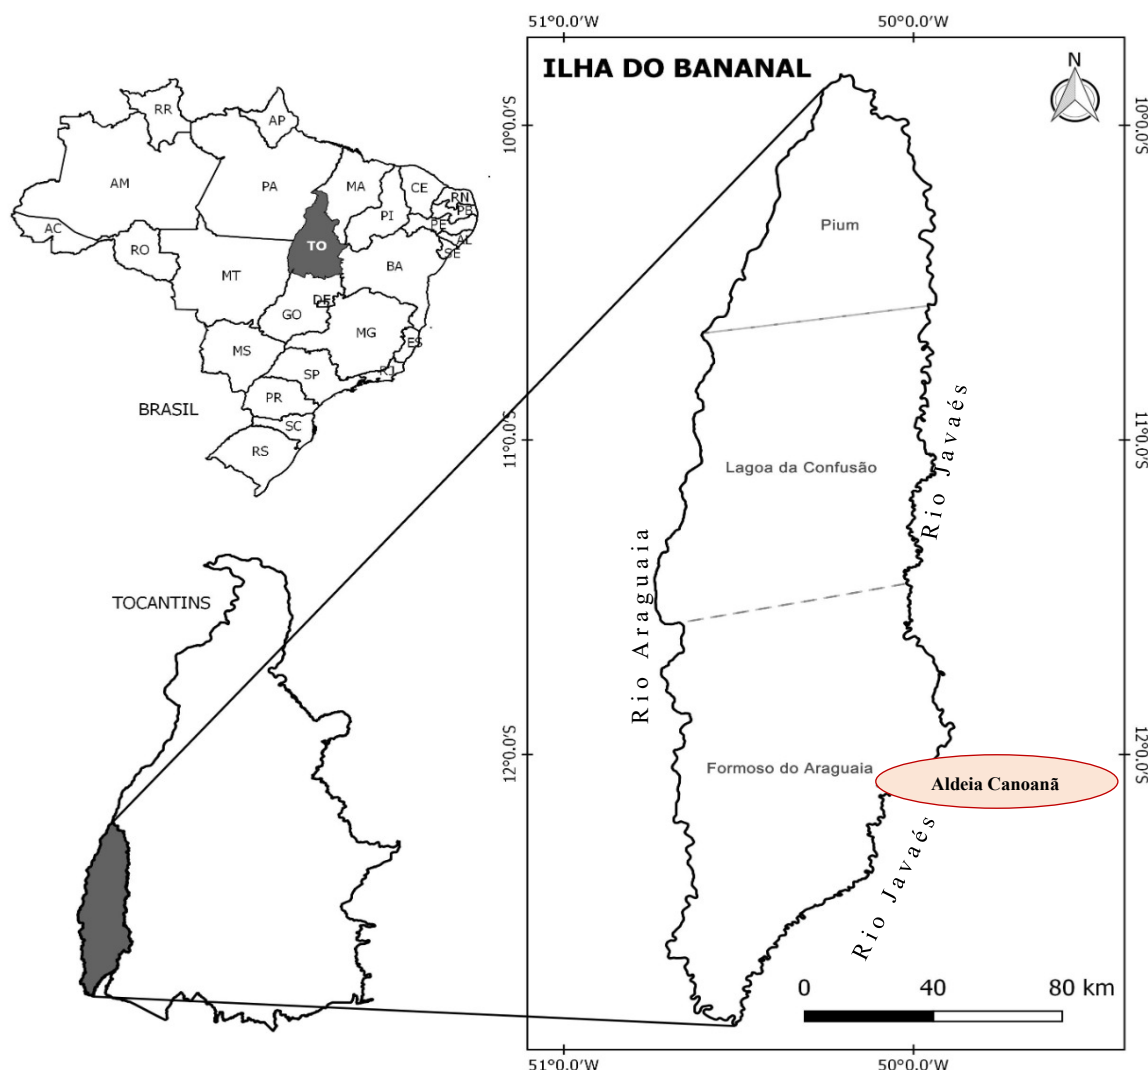 51°0.0'W
50°0.0'W
ILHA DO BANANAL
N
10°0.0'S
10°0.0'S
RR
AP
AM
PA
MA
CE
RN
PB
PI
PE
AL
SE
AC
RO
TO
BA
MT
DF
GO
MG
ES
MS
SP
RJ
PR
SC
RS
BRASIL
Pium
Lagoa da Confusão
Rio Javaés
11°0.0'S
11°0.0'S
Rio Araguaia
TOCANTINS
12°0.0'S
12°0.0'S
Formoso do Araguaia
Aldeia Canoanã
Rio Javaés
0 40 80 km
51°0.0'W
50°0.0'W